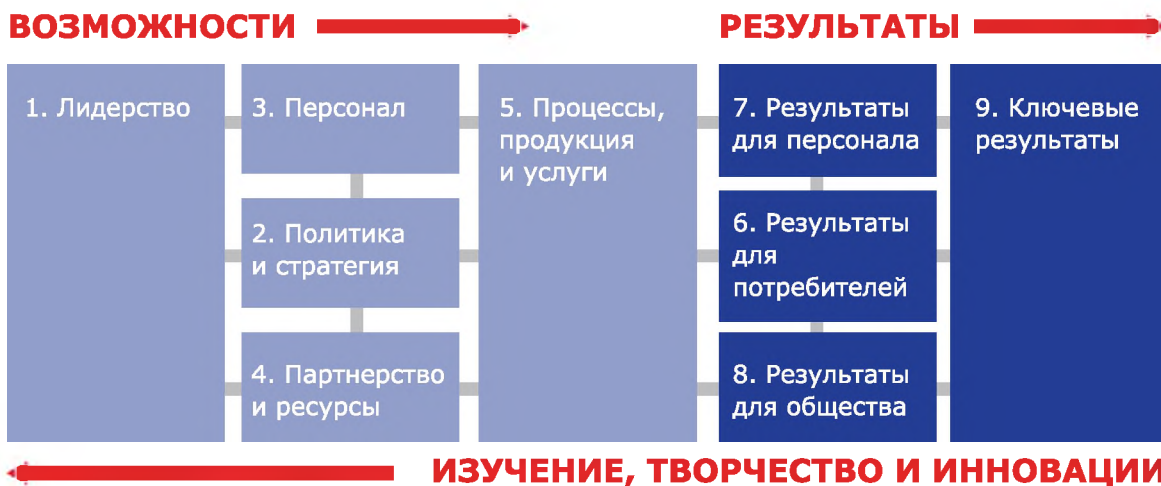 ВОЗМОЖНОСТИ
РЕЗУЛЬТАТЫ
1. Лидерство
3. Персонал
2. Политика
и стратегия
4. Партнерство
и ресурсы
5. Процессы,
продукция
и услуги
7. Результаты
для персонала
6. Результаты
для
потребителей
8. Результаты
для общества
9. Ключевые
результаты
ИЗУЧЕНИЕ, ТВОРЧЕСТВО И ИННОВАЦИИ